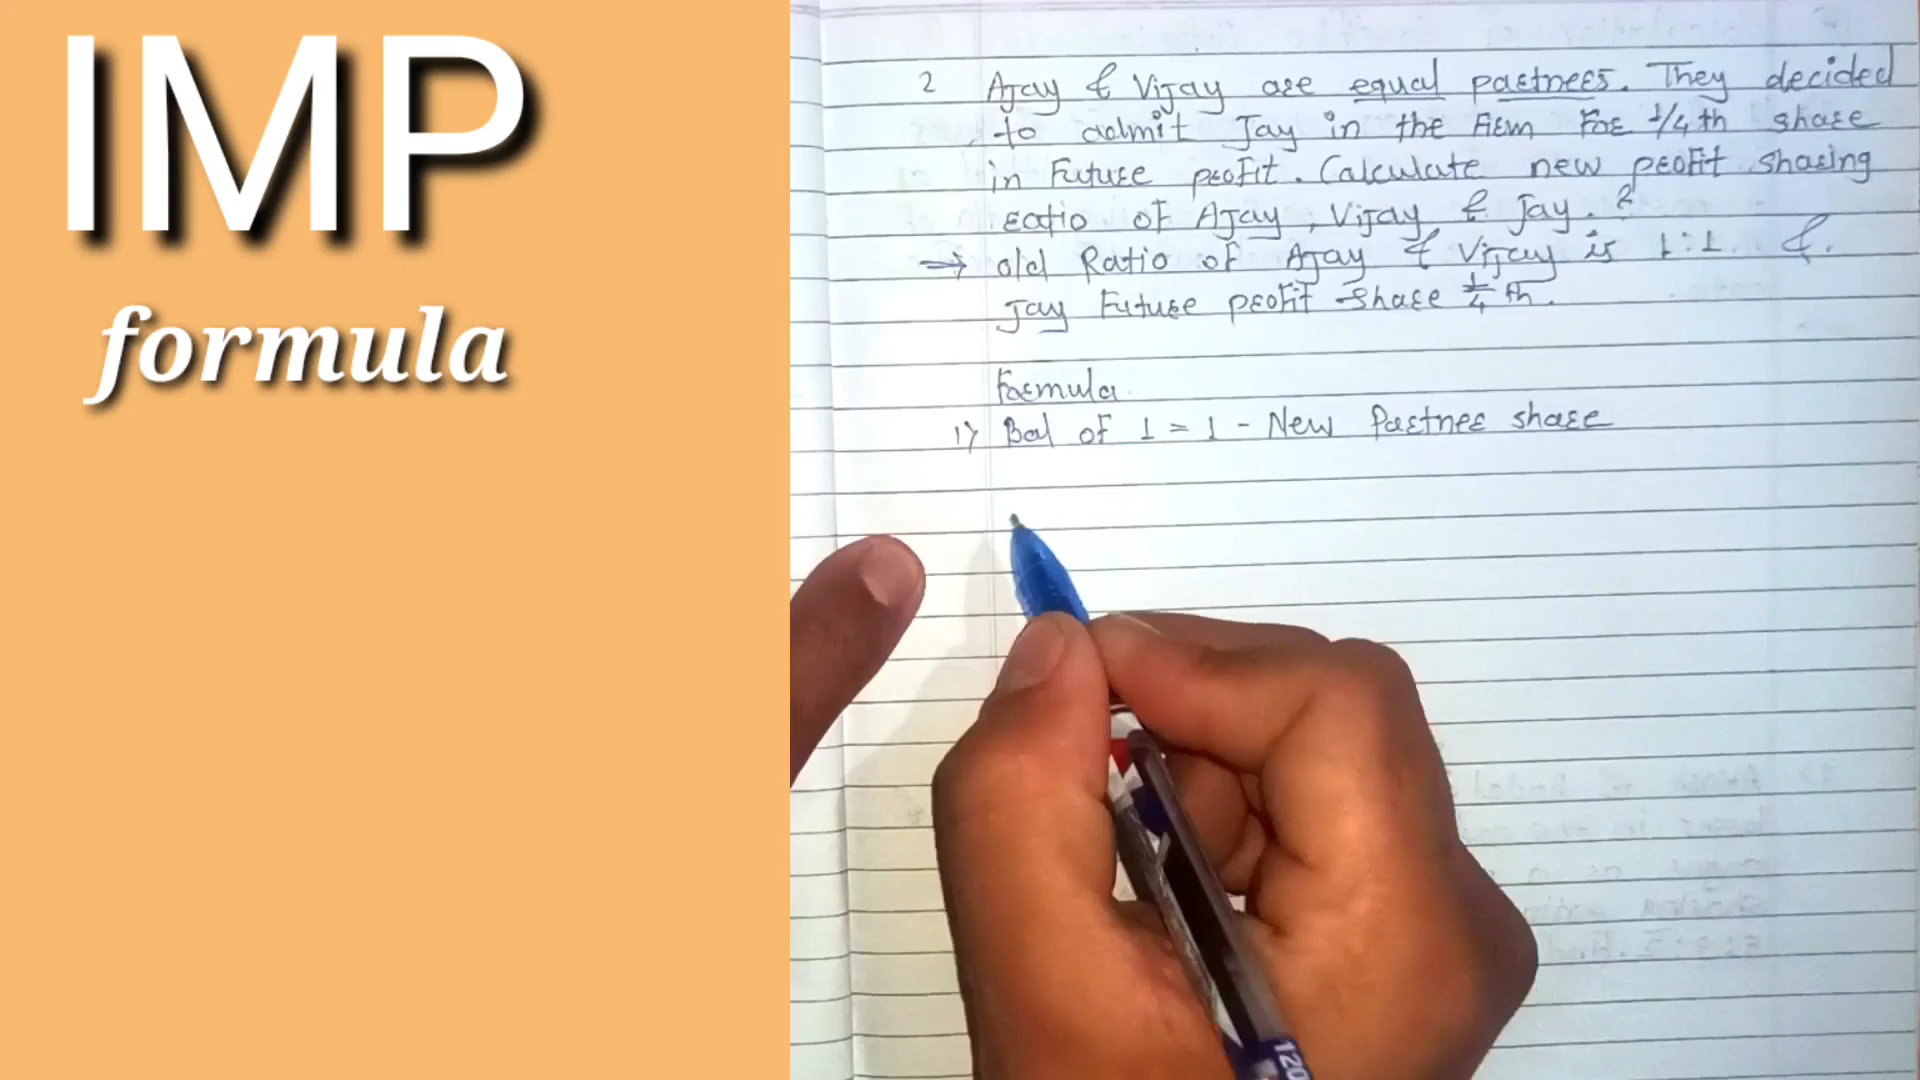 IMP
formula
2 Ajay & Vijay are equal partners. They decided
to admit Jay in the firm for 1/4th share
in future profit. Calculate new profit sharing
ratio of Ajay, Vijay & Jay. ?
⇒ old Ratio of Ajay & Vijay is 1:1. &.
Jay future profit share 1/4 th.
Formula
1) Bal of 1 = 1 - New Partner share
120